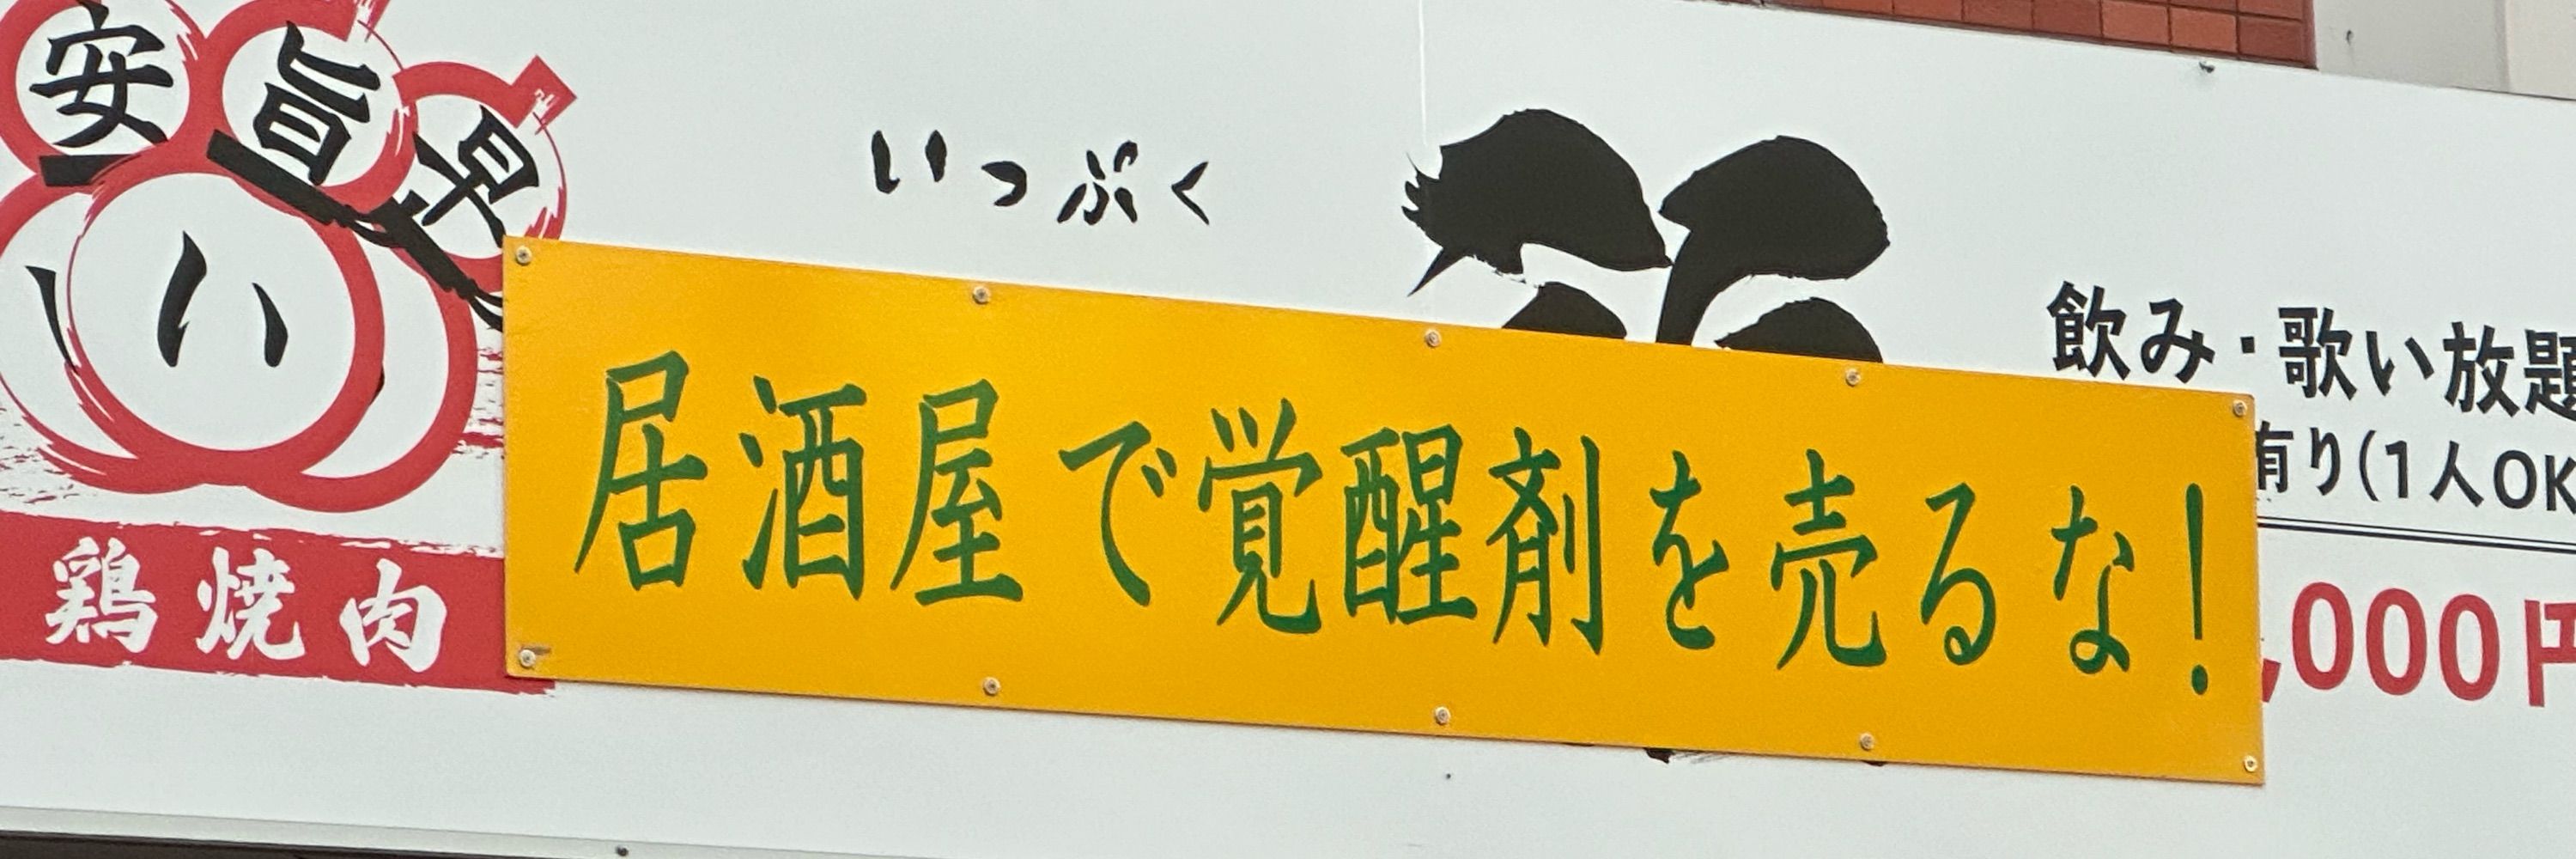 安 旨 早
い
いっぷく
飲み・歌い放題
有り(1人OK
,000円
居酒屋で覚醒剤を売るな!
鶏焼肉